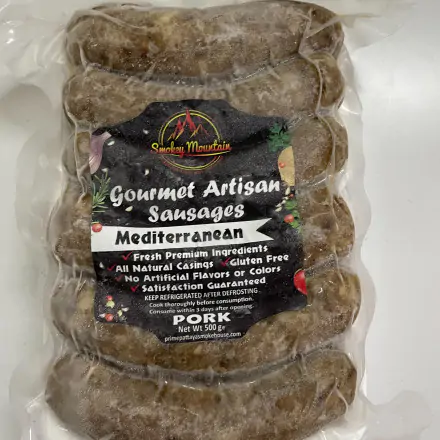 Smokey Mountain
Gourmet Artisan
Sausages
Mediterranean
✓ Fresh Premium Ingredients
✓ All Natural Casings ✓ Gluten Free
No Artificial Flavors or Colors
✓ Satisfaction Guaranteed
KEEP REFRIGERATED AFTER DEFROSTING
Cook thoroughly before consumption.
Consume within 3 days after opening.
PORK
Net Wt 500 gr
primepattayasmokehouse.com